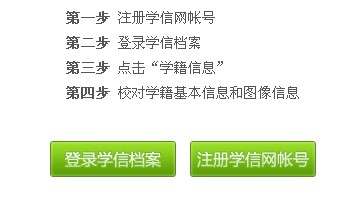 第一步 注册学信网帐号
第二步 登录学信档案
第三步 点击“学籍信息”
第四步 校对学籍基本信息和图像信息
登录学信档案 注册学信网帐号